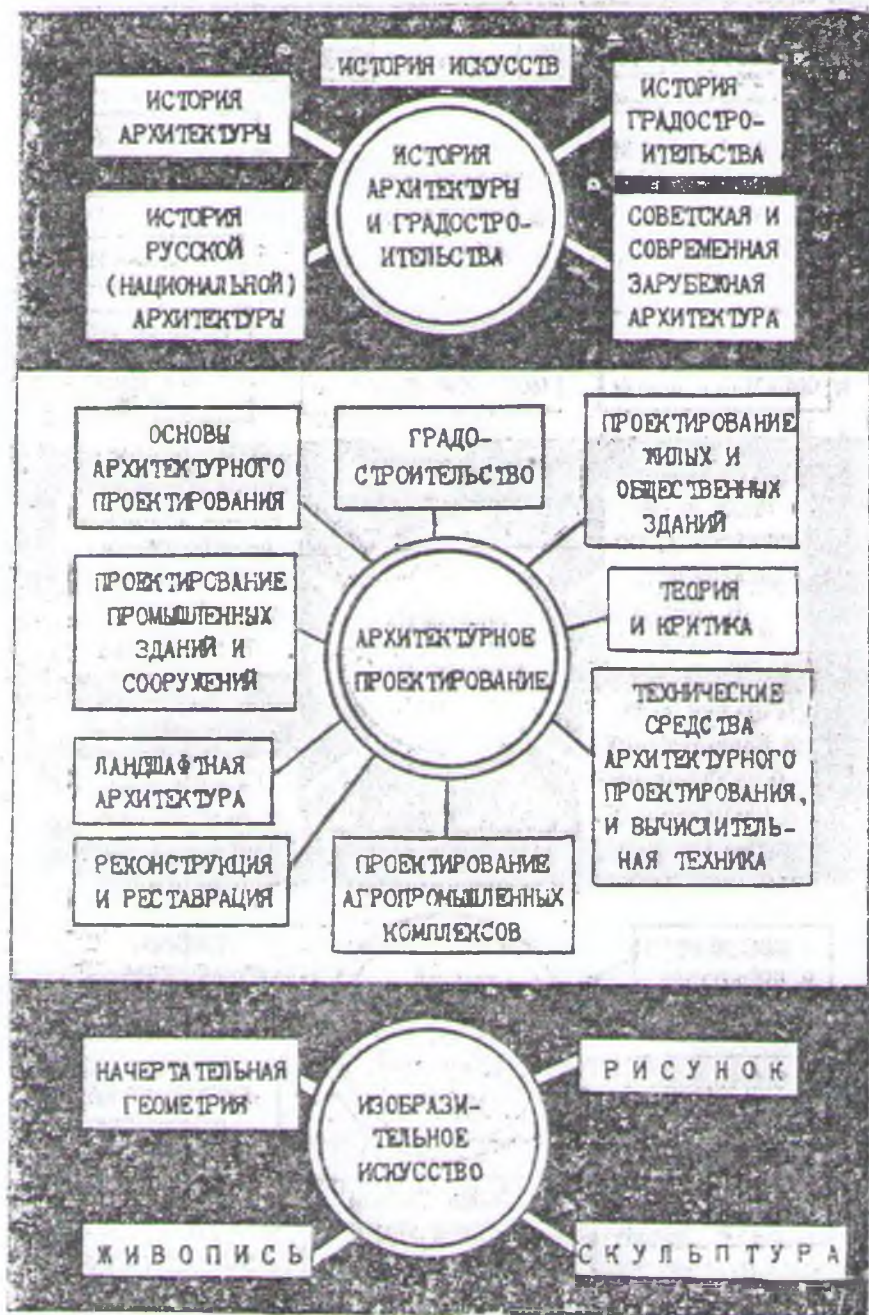 ИСТОРИЯ ИСКУССТВ
ИСТОРИЯ
АРХИТЕКТУРЫ
ИСТОРИЯ
РУССКОЙ
(НАЦИОНАЛЬНОЙ)
АРХИТЕКТУРЫ
ИСТОРИЯ
АРХИТЕКТУРЫ
И ГРАДОСТРО-
ИТЕЛЬСТВА
ИСТОРИЯ
ГРАДОСТРО-
ИТЕЛЬСТВА
СОВЕТСКАЯ И
СОВРЕМЕННАЯ
ЗАРУБЕЖНАЯ
АРХИТЕКТУРА
ОСНОВЫ
АРХИТЕКТУРНОГО
ПРОЕКТИРОВАНИЯ
ГРАДО-
СТРОИТЕЛЬСТВО
ПРОЕКТИРОВАНИЕ
ЖИЛЫХ И
ОБЩЕСТВЕННЫХ
ЗДАНИЙ
ПРОЕКТИРОВАНИЕ
ПРОМЫШЛЕННЫХ
ЗДАНИЙ И
СООРУЖЕНИЙ
АРХИТЕКТУРНОЕ
ПРОЕКТИРОВАНИЕ
ТЕОРИЯ
И КРИТИКА
ТЕХНИЧЕСКИЕ
СРЕДСТВА
АРХИТЕКТУРНОГО
ПРОЕКТИРОВАНИЯ,
И ВЫЧИСЛИТЕЛЬ-
НАЯ ТЕХНИКА
ЛАНДШАФТНАЯ
АРХИТЕКТУРА
РЕКОНСТРУКЦИЯ
И РЕСТАВРАЦИЯ
ПРОЕКТИРОВАНИЕ
АГРОПРОМЫШЛЕННЫХ
КОМПЛЕКСОВ
НАЧЕРТАТЕЛЬНАЯ
ГЕОМЕТРИЯ
ИЗОБРАЗИ-
ТЕЛЬНОЕ
ИСКУССТВО
РИСУНОК
ЖИВОПИСЬ
СКУЛЬПТУРА